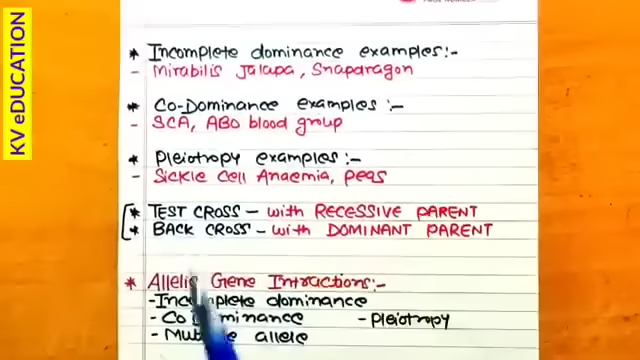 KV eDUCATION
* Incomplete dominance examples:-
- Mirabilis Jalapa, Snapdragon
* Co-Dominance examples :-
- SCA, ABO blood group
* Pleiotropy examples :-
- Sickle Cell Anaemia, peas
* TEST CROSS - with RECESSIVE PARENT
* BACK CROSS - with DOMINANT PARENT
* Allelic Gene Intractions:-
- Incomplete dominance
- Co dominance - Pleiotropy
- Multiple allele